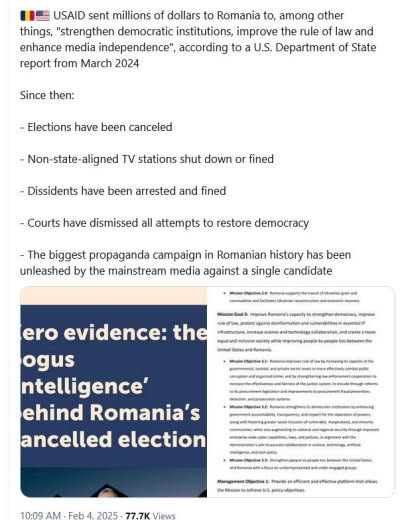 🇷🇴🇺🇸 USAID sent millions of dollars to Romania to, among other
things, "strengthen democratic institutions, improve the rule of law and
enhance media independence", according to a U.S. Department of State
report from March 2024
Since then:
- Elections have been canceled
- Non-state-aligned TV stations shut down or fined
- Dissidents have been arrested and fined
- Courts have dismissed all attempts to restore democracy
- The biggest propaganda campaign in Romanian history has been
unleashed by the mainstream media against a single candidate
ero evidence: the
ogus
ntelligence’
ehind Romania’s
ancelled election
Mission Objective 2.4: Romania supports the transit of Ukrainian grain and
commodities and facilitates Ukrainian reconstruction and economic recovery.
Mission Goal 3: Improve Romania's capacity to strengthen democracy, improve
rule of law, protect against disinformation and vulnerabilities in essential IT
infrastructure, increase science and technology collaboration, and create a more
equal and inclusive society while improving people-to-people ties between the
United States and Romania.
Mission Objective 3.1: Romania improves rule of law by increasing capacity at the
governmental, societal, and private sector levels to more effectively combat public
corruption and organized crime, and by strengthening law enforcement cooperation to
increase the effectiveness and fairness of the justice system, to include through reforms
to its procurement legislation and improvements to procurement fraud prevention,
detection, and prosecution systems.
Mission Objective 3.2: Romania strengthens its democratic institution by enhancing
government accountability, transparency, and respect for the separation of powers,
along with fostering greater social inclusion of vulnerable, marginalized, and minority
communities; while also augmenting its national and regional security through improved
enterprise-wide cyber capabilities, laws, and policies, in alignment with the
Administration's aim to escalate collaboration in science, technology, artificial
intelligence, and tech policy.
Mission Objective 3.3: Strengthen people-to-people ties between the United States
and Romania with a focus on underrepresented and under-engaged groups.
Management Objective 1: Provide an efficient and effective platform that allows
the Mission to achieve U.S. policy objectives.
10:09 AM · Feb 4, 2025 · 77.7K Views